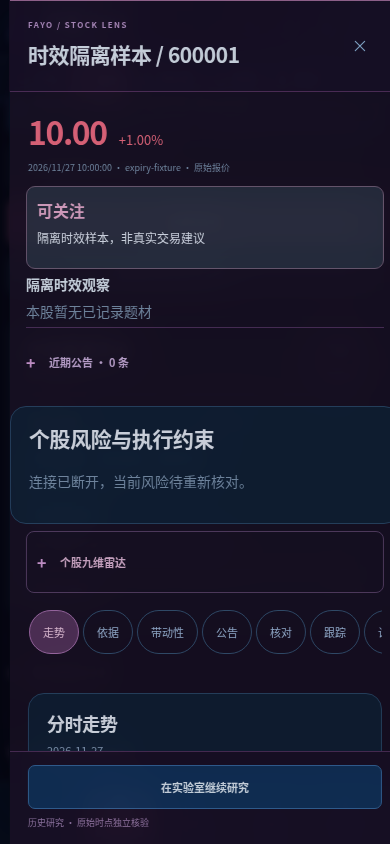 FAYO / STOCK LENS
时效隔离样本 / 600001
10.00 +1.00%
2026/11/27 10:00:00 · expiry-fixture · 原始报价
可关注
隔离时效样本，非真实交易建议
隔离时效观察
本股暂无已记录题材
+ 近期公告 · 0 条
个股风险与执行约束
连接已断开，当前风险待重新核对。
+ 个股九维雷达
走势 依据 带动性 公告 核对 跟踪
分时走势
2026-11-27
在实验室继续研究
历史研究 · 原始时点独立核验